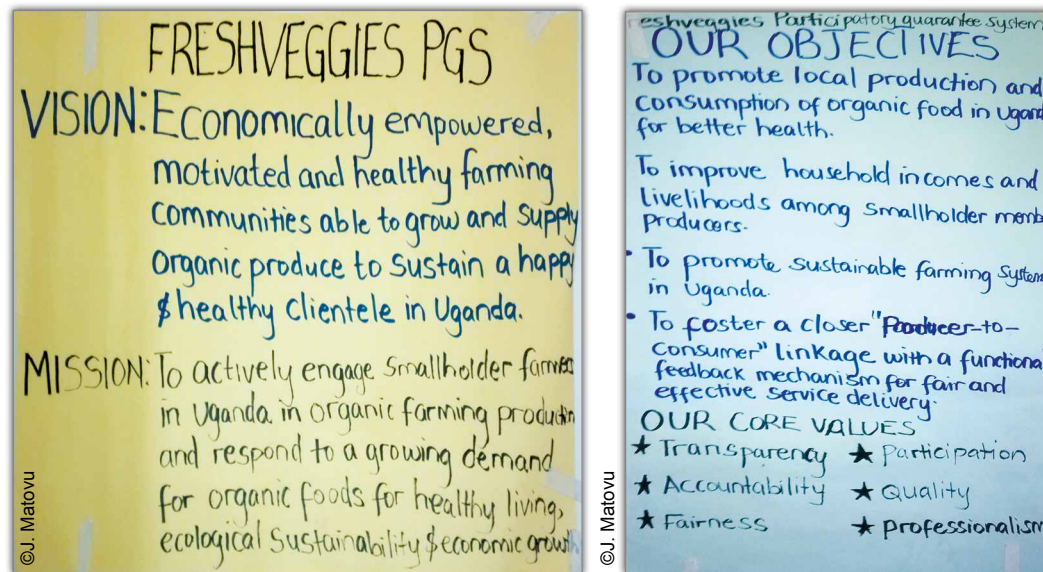 FRESHVEGGIES PGS
VISION: Economically empowered,
motivated and healthy farming
communities able to grow and supply
organic produce to sustain a happy
& healthy clientele in Uganda.
MISSION: To actively engage smallholder farmers
in Uganda in organic farming production
and respond to a growing demand
for organic foods for healthy living,
ecological sustainability & economic growth
©J. Matovu
eshveggies Participatory guarantee system
OUR OBJECTIVES
To promote local production and
consumption of organic food in Ugand
for better health.
To improve household incomes and
livelihoods among smallholder memb
producers.
• To promote sustainable farming system
in Uganda.
• To foster a closer "Producer-to-
consumer" linkage with a functiona
feedback mechanism for fair and
effective service delivery.
OUR CORE VALUES
★ Transparency ★ Participation
★ Accountability ★ Quality
★ Fairness ★ professionalism
©J. Matovu